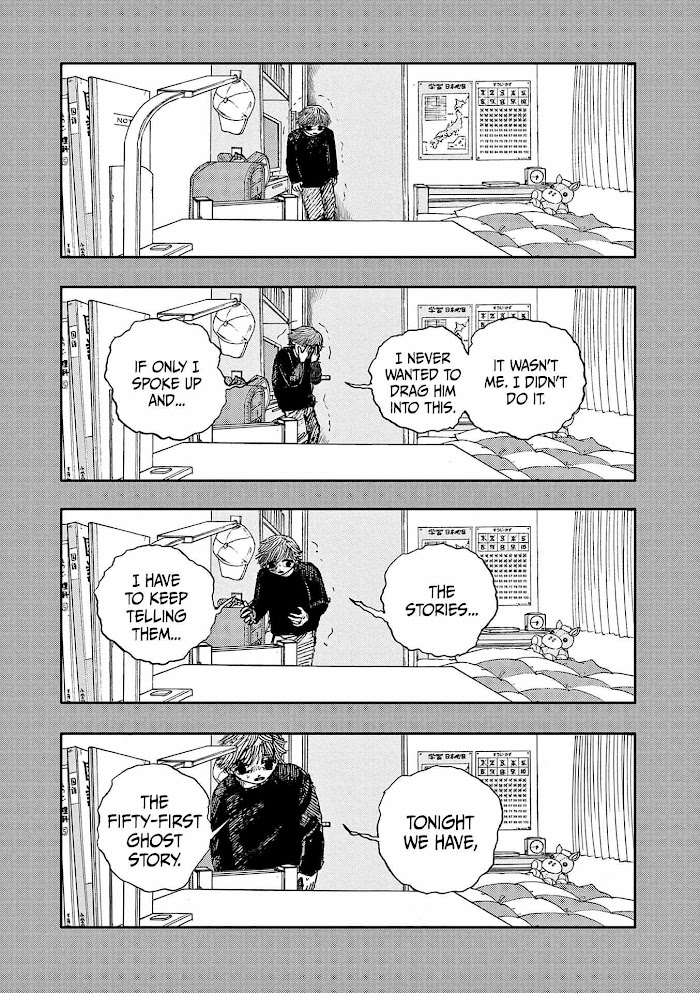 NOT
学習 日本地図
IT WASN'T
ME. I DIDN'T
DO IT.
I NEVER
WANTED TO
DRAG HIM
INTO THIS.
IF ONLY I
SPOKE UP
AND...
THE
STORIES...
I HAVE
TO KEEP
TELLING
THEM...
TONIGHT
WE HAVE,
THE
FIFTY-FIRST
GHOST
STORY.